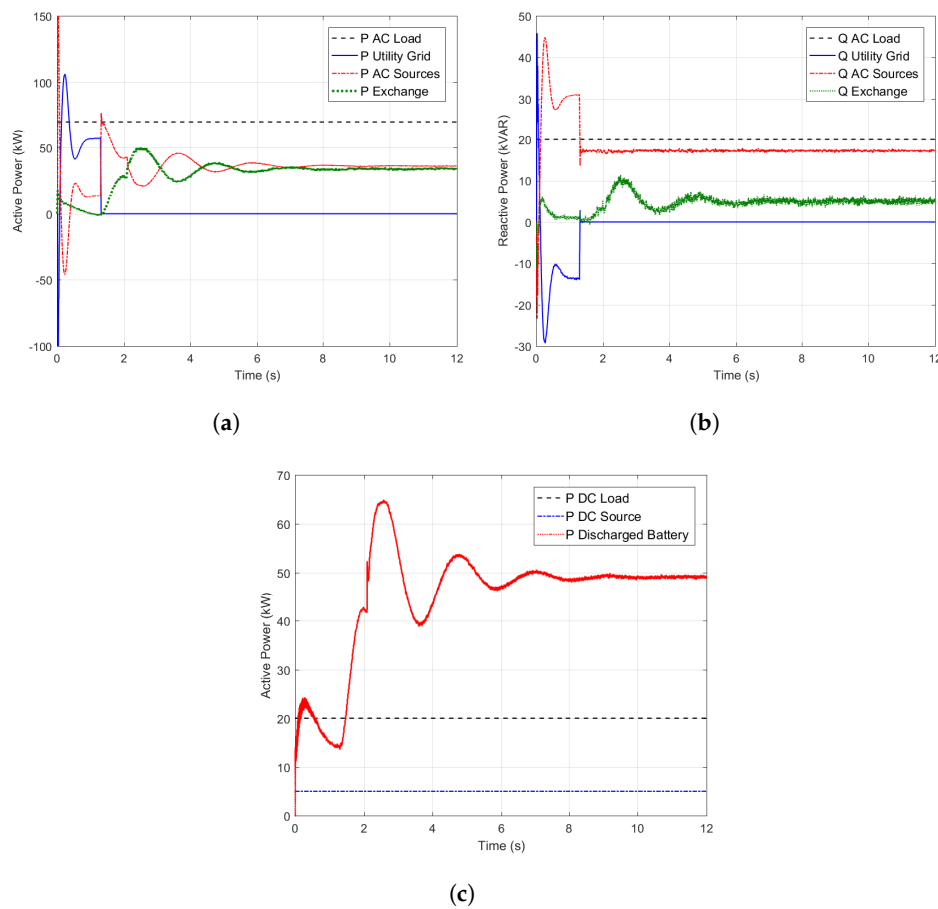 150
100
50
0
-50
-100
Active Power (kW)
P AC Load
P Utility Grid
P AC Sources
P Exchange
0 2 4 6 8 10 12
Time (s)
(a)
50
40
30
20
10
0
-10
-20
-30
Reactive Power (kVAR)
Q AC Load
Q Utility Grid
Q AC Sources
Q Exchange
0 2 4 6 8 10 12
Time (s)
(b)
70
60
50
40
30
20
10
0
Active Power (kW)
P DC Load
P DC Source
P Discharged Battery
0 2 4 6 8 10 12
Time (s)
(c)